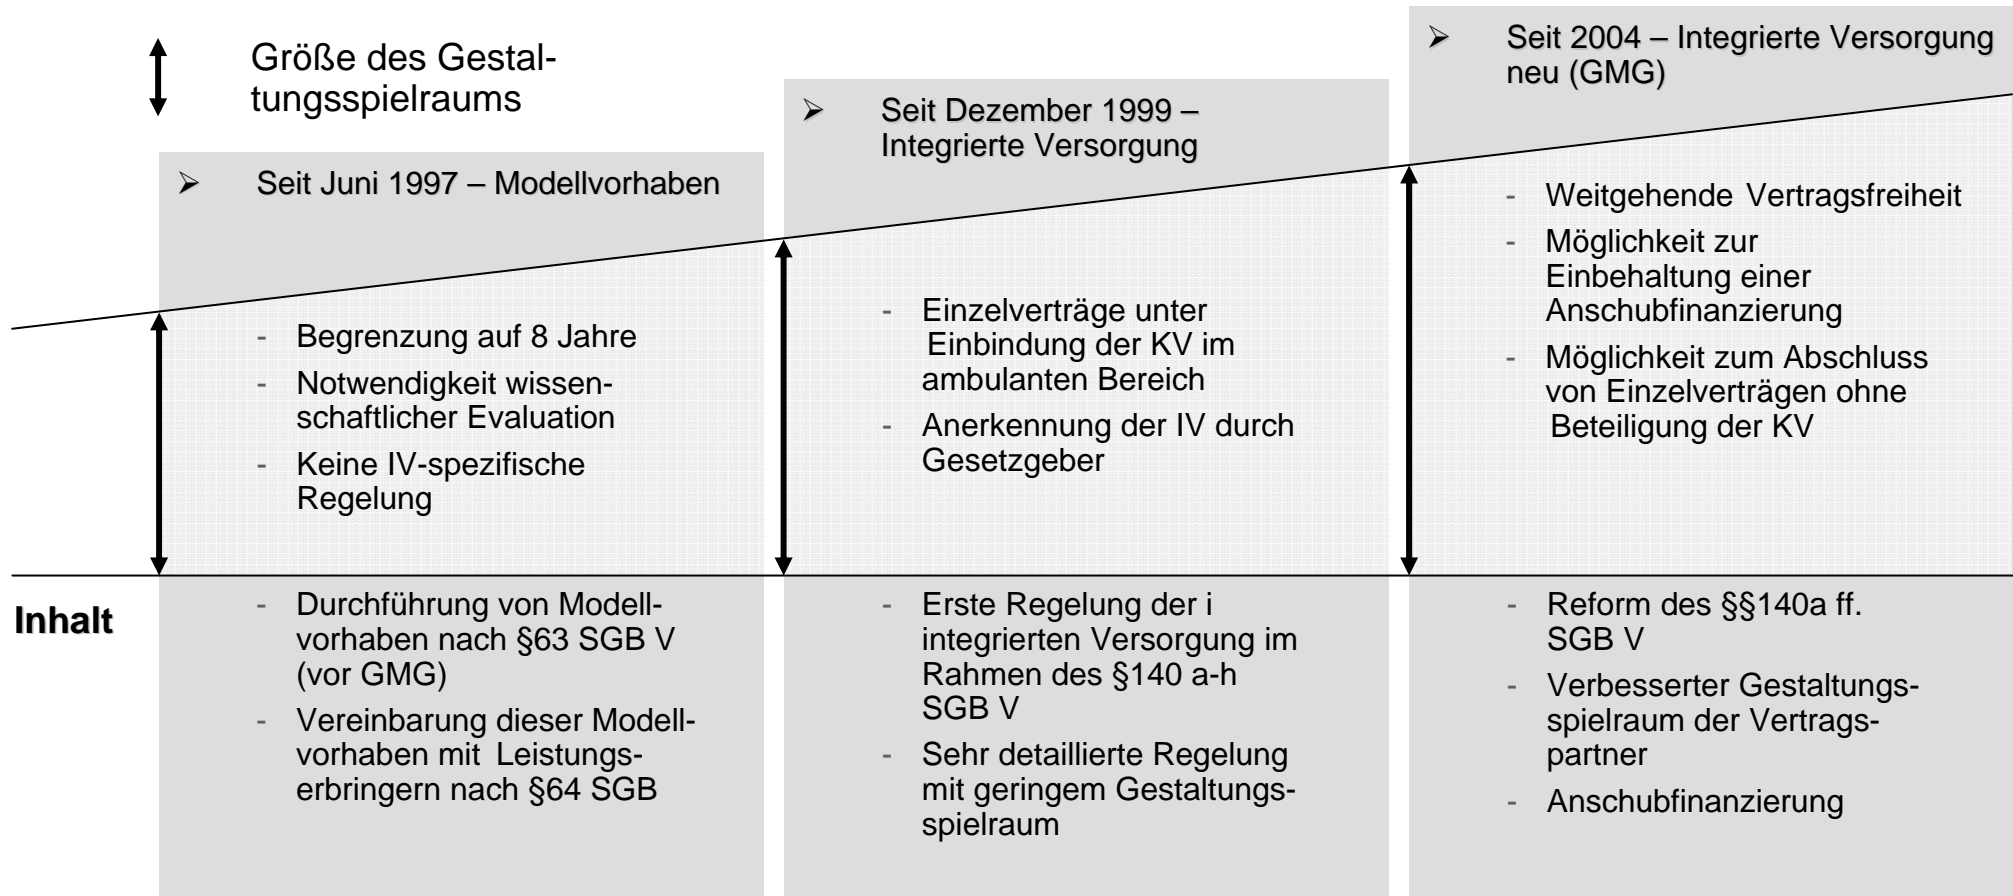 Größe des Gestal-
tungsspielraums
➢ Seit Juni 1997 – Modellvorhaben
- Begrenzung auf 8 Jahre
- Notwendigkeit wissen-
schaftlicher Evaluation
- Keine IV-spezifische
Regelung
➢ Seit Dezember 1999 –
Integrierte Versorgung
- Einzelverträge unter
Einbindung der KV im
ambulanten Bereich
- Anerkennung der IV durch
Gesetzgeber
➢ Seit 2004 – Integrierte Versorgung
neu (GMG)
- Weitgehende Vertragsfreiheit
- Möglichkeit zur
Einbehaltung einer
Anschubfinanzierung
- Möglichkeit zum Abschluss
von Einzelverträgen ohne
Beteiligung der KV
Inhalt
- Durchführung von Modell-
vorhaben nach §63 SGB V
(vor GMG)
- Vereinbarung dieser Modell-
vorhaben mit Leistungs-
erbringern nach §64 SGB
- Erste Regelung der i
integrierten Versorgung im
Rahmen des §140 a-h
SGB V
- Sehr detaillierte Regelung
mit geringem Gestaltungs-
spielraum
- Reform des §§140a ff.
SGB V
- Verbesserter Gestaltungs-
spielraum der Vertrags-
partner
- Anschubfinanzierung